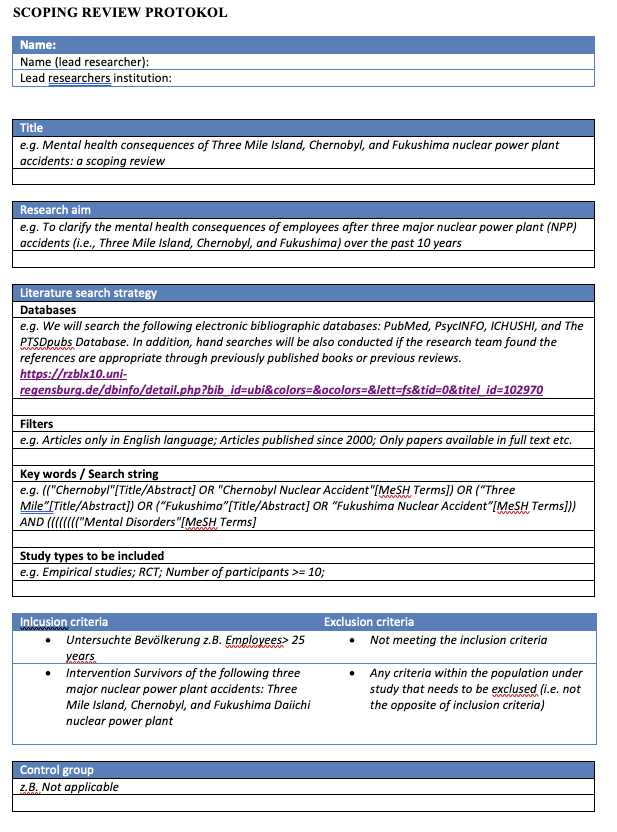 SCOPING REVIEW PROTOKOL
Name:
Name (lead researcher):
Lead researchers institution:
Title
e.g. Mental health consequences of Three Mile Island, Chernobyl, and Fukushima nuclear power plant
accidents: a scoping review
Research aim
e.g. To clarify the mental health consequences of employees after three major nuclear power plant (NPP)
accidents (i.e., Three Mile Island, Chernobyl, and Fukushima) over the past 10 years
Literature search strategy
Databases
e.g. We will search the following electronic bibliographic databases: PubMed, PsycINFO, ICHUSHI, and The
PTSDpubs Database. In addition, hand searches will be also conducted if the research team found the
references are appropriate through previously published books or previous reviews.
https://rzblx10.uni-
regensburg.de/dbinfo/detail.php?bib_id=ubi&colors=&ocolors=&lett=fs&tid=0&titel_id=102970
Filters
e.g. Articles only in English language; Articles published since 2000; Only papers available in full text etc.
Key words / Search string
e.g. (("Chernobyl"[Title/Abstract] OR "Chernobyl Nuclear Accident"[MeSH Terms]) OR (“Three
Mile”[Title/Abstract]) OR (“Fukushima”[Title/Abstract] OR “Fukushima Nuclear Accident”[MeSH Terms]))
AND (((((((("Mental Disorders"[MeSH Terms]
Study types to be included
e.g. Empirical studies; RCT; Number of participants >= 10;
Inlcusion criteria
Exclusion criteria
• Untersuchte Bevölkerung z.B. Employees> 25
years
• Not meeting the inclusion criteria
• Intervention Survivors of the following three
major nuclear power plant accidents: Three
Mile Island, Chernobyl, and Fukushima Daiichi
nuclear power plant
• Any criteria within the population under
study that needs to be exclused (i.e. not
the opposite of inclusion criteria)
Control group
z.B. Not applicable